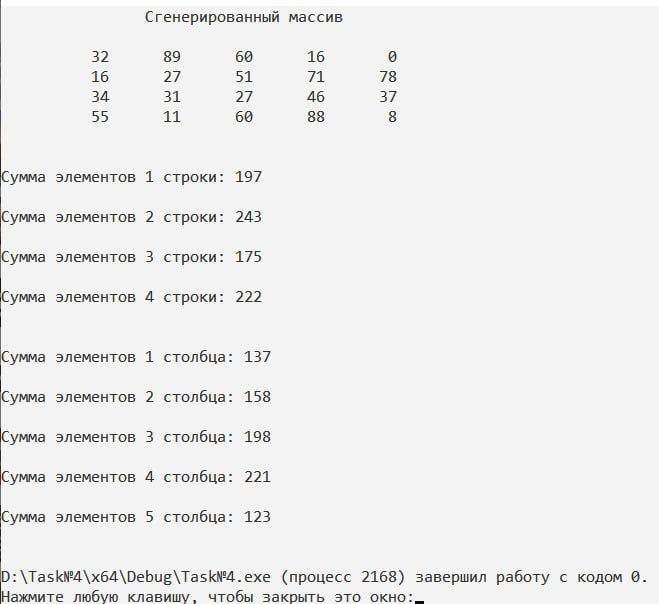 Сгенерированный массив
32 89 60 16 0
16 27 51 71 78
34 31 27 46 37
55 11 60 88 8
Сумма элементов 1 строки: 197
Сумма элементов 2 строки: 243
Сумма элементов 3 строки: 175
Сумма элементов 4 строки: 222
Сумма элементов 1 столбца: 137
Сумма элементов 2 столбца: 158
Сумма элементов 3 столбца: 198
Сумма элементов 4 столбца: 221
Сумма элементов 5 столбца: 123
D:\Task№4\x64\Debug\Task№4.exe (процесс 2168) завершил работу с кодом 0.
Нажмите любую клавишу, чтобы закрыть это окно: